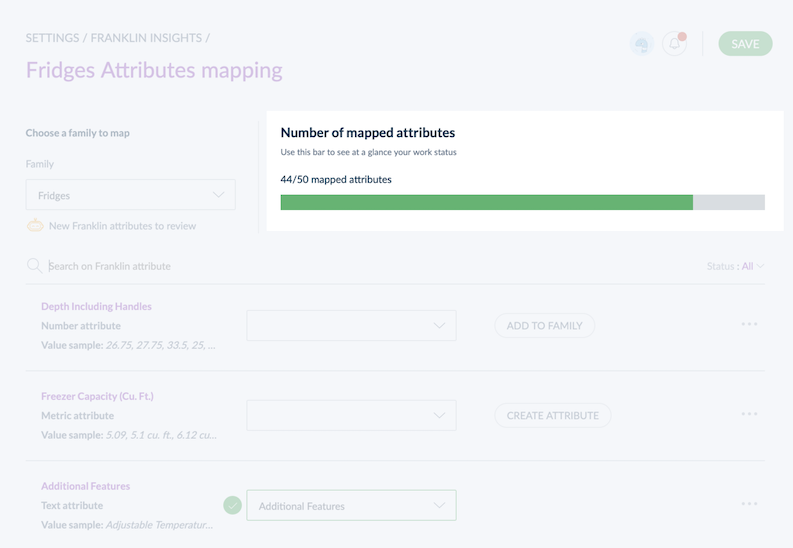 SETTINGS / FRANKLIN INSIGHTS /
SAVE
Fridges Attributes mapping
Choose a family to map
Family
Fridges
New Franklin attributes to review
Number of mapped attributes
Use this bar to see at a glance your work status
44/50 mapped attributes
Search on Franklin attribute
Status : All
Depth Including Handles
Number attribute
Value sample: 26.75, 27.75, 33.5, 25, ...
ADD TO FAMILY
Freezer Capacity (Cu. Ft.)
Metric attribute
Value sample: 5.09, 5.1 cu. ft., 6.12 cu...
CREATE ATTRIBUTE
Additional Features
Text attribute
Value sample: Adjustable Temperatur...
Additional Features